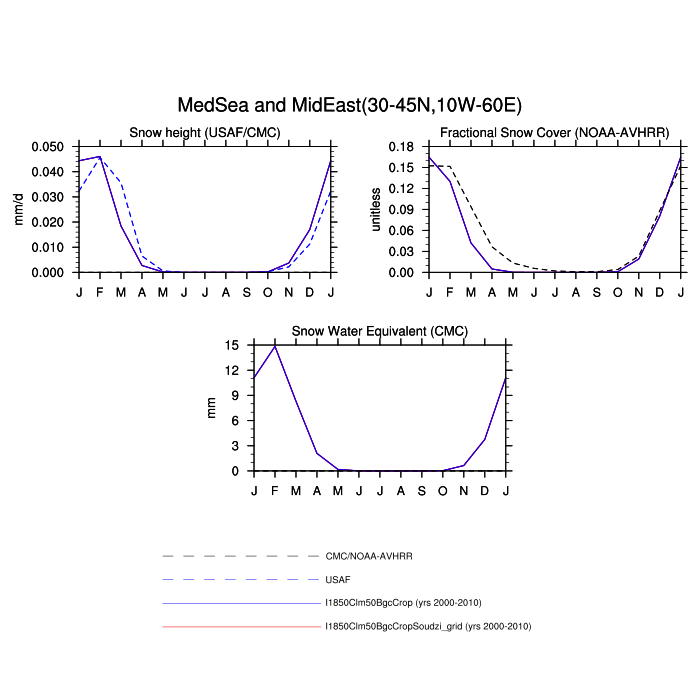 MedSea and MidEast(30-45N,10W-60E)
Snow height (USAF/CMC)
0.050
0.040
0.030
0.020
0.010
0.000
mm/d
J F M A M J J A S O N D J
Fractional Snow Cover (NOAA-AVHRR)
0.18
0.15
0.12
0.09
0.06
0.03
0.00
unitless
J F M A M J J A S O N D J
Snow Water Equivalent (CMC)
15
12
9
6
3
0
mm
J F M A M J J A S O N D J
CMC/NOAA-AVHRR
USAF
I1850Clm50BgcCrop (yrs 2000-2010)
I1850Clm50BgcCropSoudzi_grid (yrs 2000-2010)